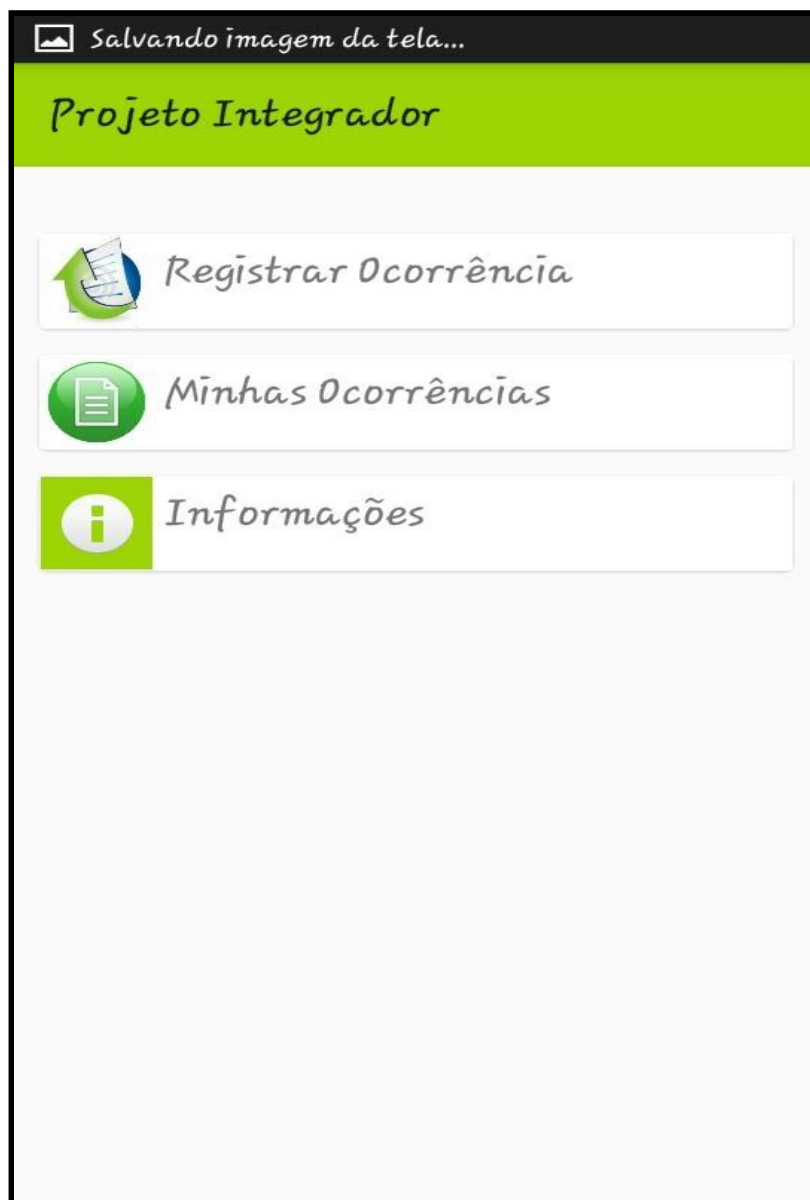 Salvando imagem da tela...
Projeto Integrador
Registrar Ocorrência
Minhas Ocorrências
Informações